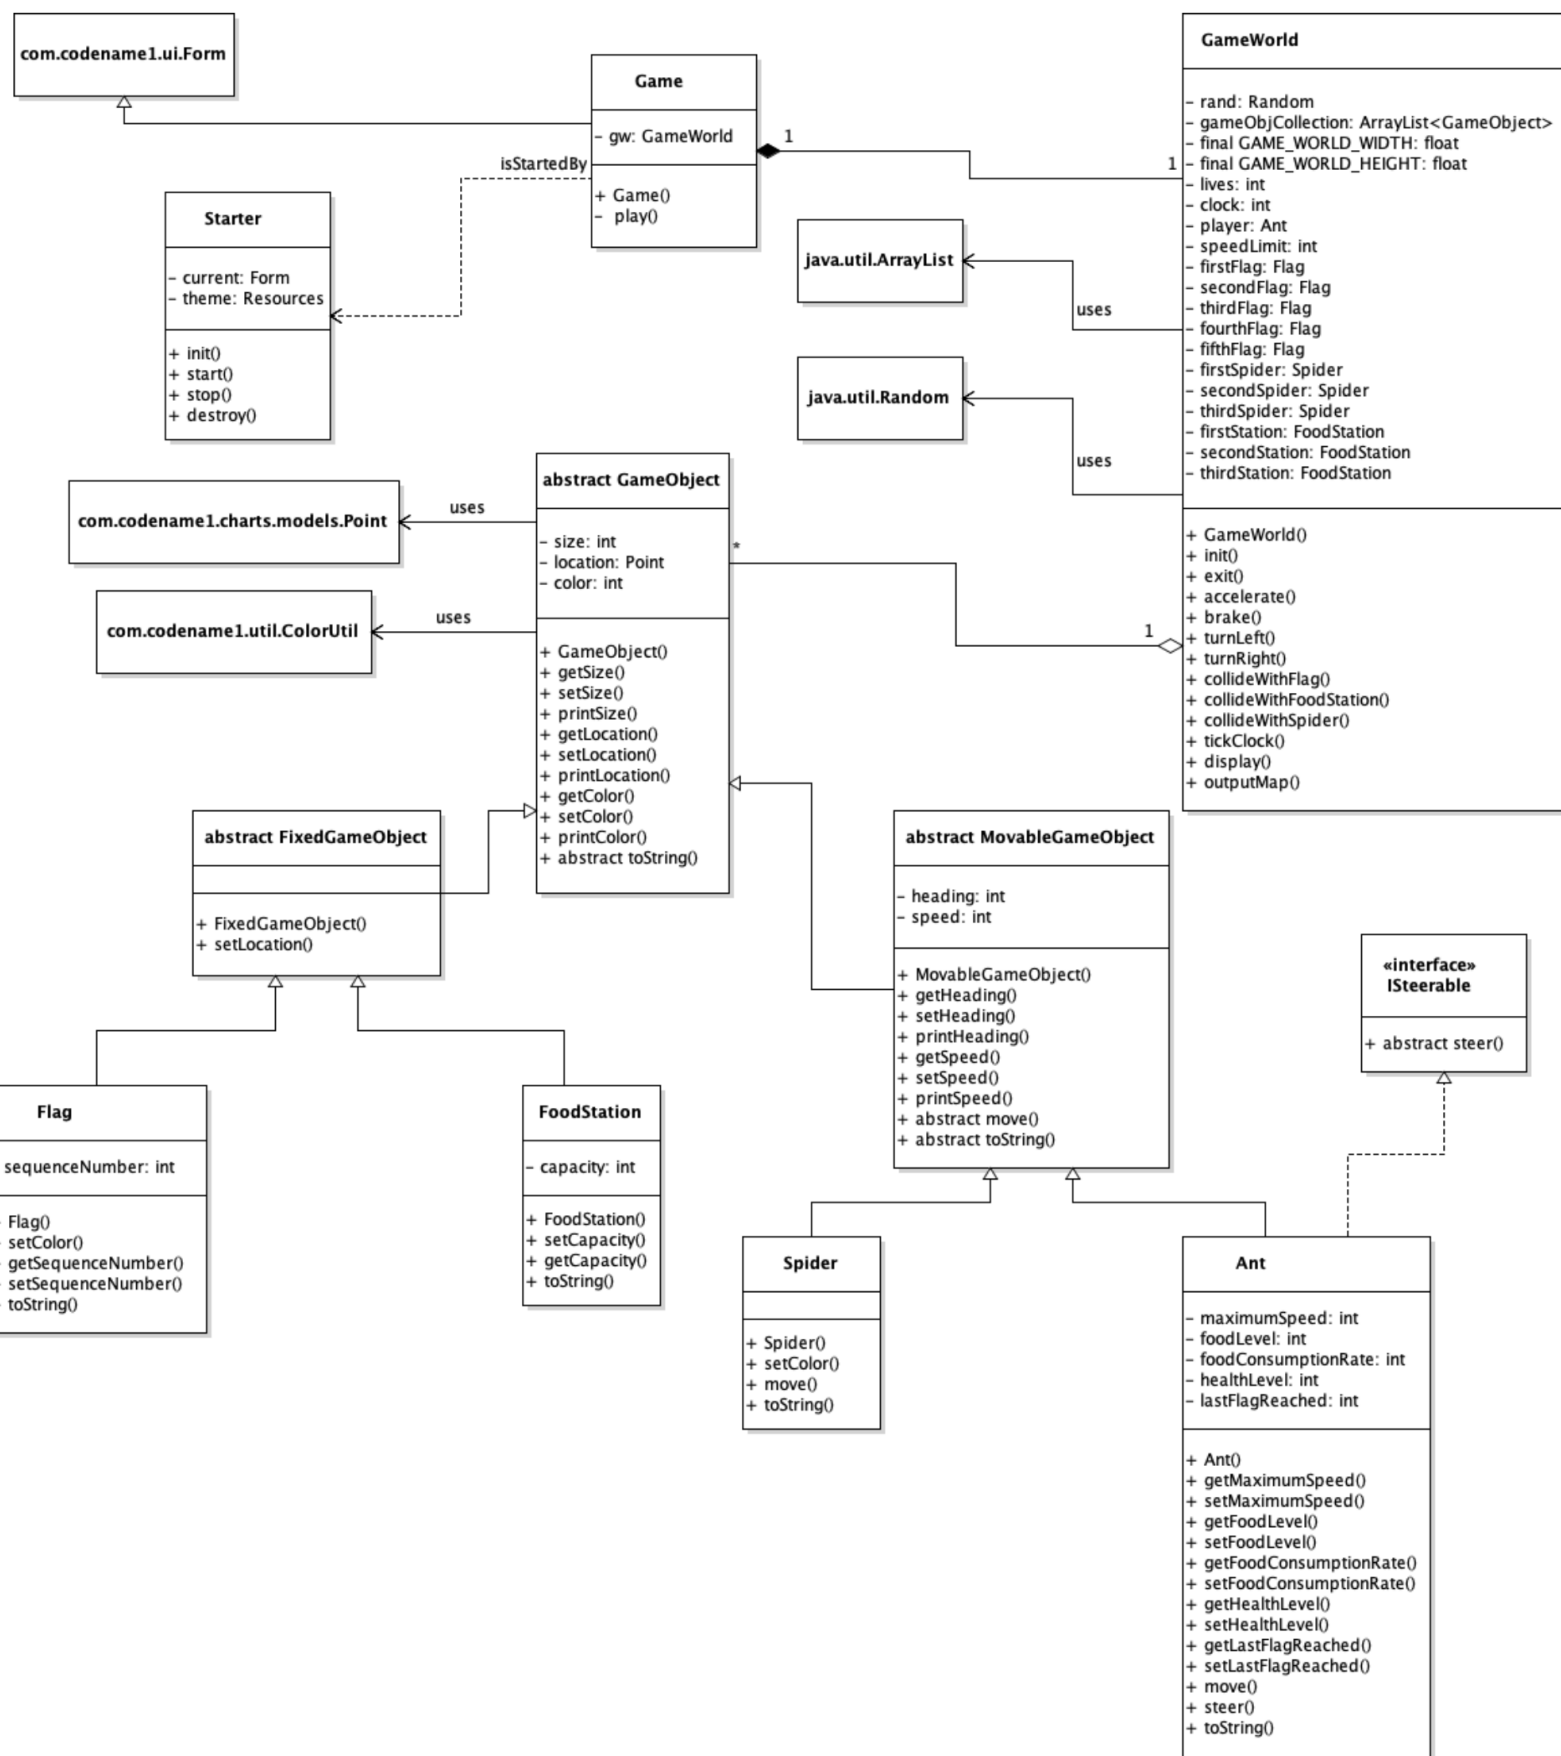 com.codename1.ui.Form
Game
- gw: GameWorld
+ Game()
- play()
1
1
isStartedBy
GameWorld
- rand: Random
- gameObjCollection: ArrayList<GameObject>
- final GAME_WORLD_WIDTH: float
- final GAME_WORLD_HEIGHT: float
- lives: int
- clock: int
- player: Ant
- speedLimit: int
- firstFlag: Flag
- secondFlag: Flag
- thirdFlag: Flag
- fourthFlag: Flag
- fifthFlag: Flag
- firstSpider: Spider
- secondSpider: Spider
- thirdSpider: Spider
- firstStation: FoodStation
- secondStation: FoodStation
- thirdStation: FoodStation
+ GameWorld()
+ init()
+ exit()
+ accelerate()
+ brake()
+ turnLeft()
+ turnRight()
+ collideWithFlag()
+ collideWithFoodStation()
+ collideWithSpider()
+ tickClock()
+ display()
+ outputMap()
Starter
- current: Form
- theme: Resources
+ init()
+ start()
+ stop()
+ destroy()
java.util.ArrayList
uses
java.util.Random
uses
com.codename1.charts.models.Point
uses
com.codename1.util.ColorUtil
uses
abstract GameObject
- size: int
- location: Point
- color: int
+ GameObject()
+ getSize()
+ setSize()
+ printSize()
+ getLocation()
+ setLocation()
+ printLocation()
+ getColor()
+ setColor()
+ printColor()
+ abstract toString()
*
1
abstract FixedGameObject
+ FixedGameObject()
+ setLocation()
abstract MovableGameObject
- heading: int
- speed: int
+ MovableGameObject()
+ getHeading()
+ setHeading()
+ printHeading()
+ getSpeed()
+ setSpeed()
+ printSpeed()
+ abstract move()
+ abstract toString()
«interface»
ISteerable
+ abstract steer()
Flag
sequenceNumber: int
Flag()
setColor()
getSequenceNumber()
setSequenceNumber()
toString()
FoodStation
- capacity: int
+ FoodStation()
+ setCapacity()
+ getCapacity()
+ toString()
Spider
+ Spider()
+ setColor()
+ move()
+ toString()
Ant
- maximumSpeed: int
- foodLevel: int
- foodConsumptionRate: int
- healthLevel: int
- lastFlagReached: int
+ Ant()
+ getMaximumSpeed()
+ setMaximumSpeed()
+ getFoodLevel()
+ setFoodLevel()
+ getFoodConsumptionRate()
+ setFoodConsumptionRate()
+ getHealthLevel()
+ setHealthLevel()
+ getLastFlagReached()
+ setLastFlagReached()
+ move()
+ steer()
+ toString()